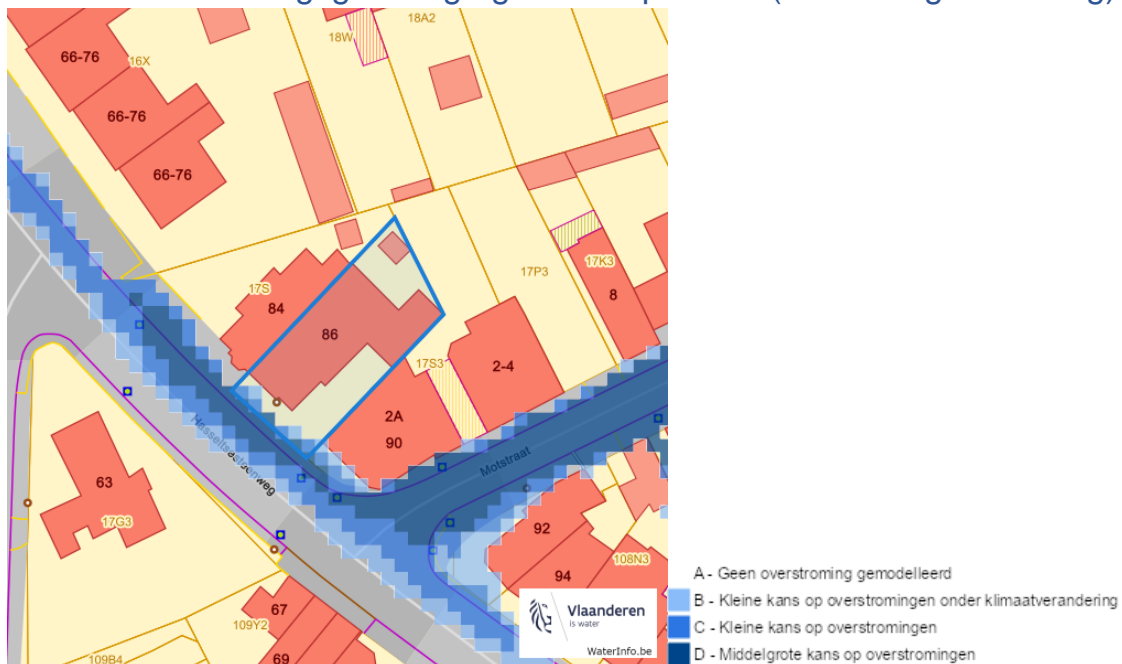 18A2
18W
66-76
16X
66-76
66-76
17P3
17K3
17S
84
8
86
17S3
2-4
2A
90
Motstraat
63
17G3
92
108N3
94
A - Geen overstroming gemodelleerd
B - Kleine kans op overstromingen onder klimaatverandering
Vlaanderen
is water
67
109Y2
C - Kleine kans op overstromingen
WaterInfo.be
109B4
69
D - Middelgrote kans op overstromingen